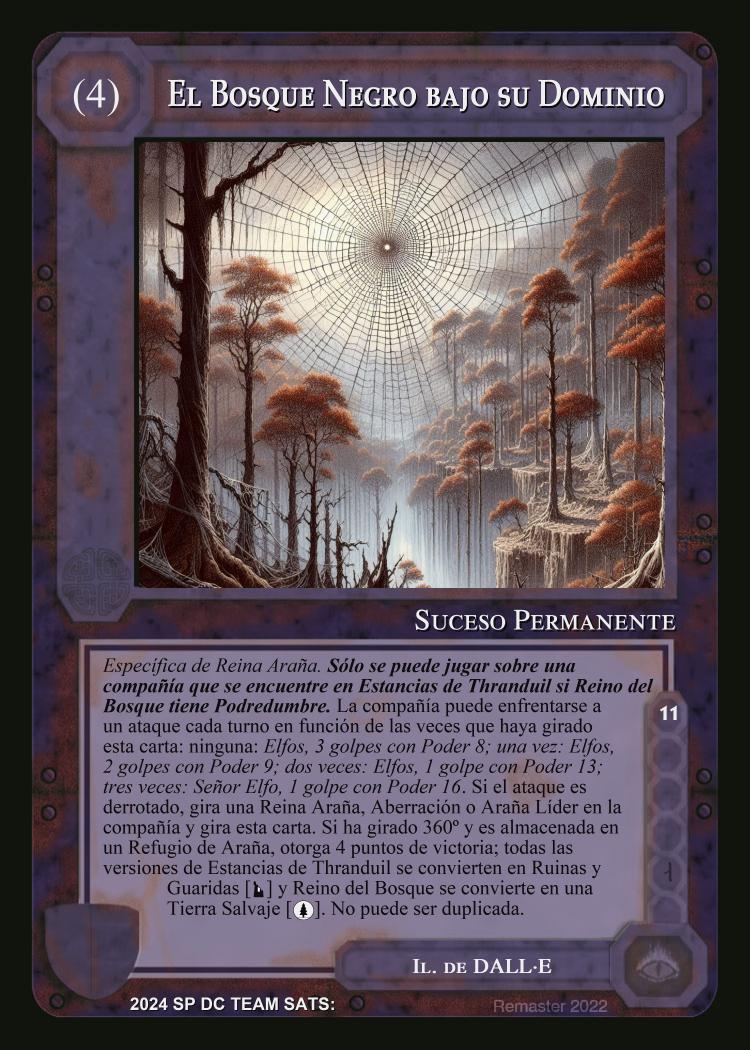 (4)
El Bosque Negro bajo su Dominio
Suceso Permanente
Específica de Reina Araña. Sólo se puede jugar sobre una
compañía que se encuentre en Estancias de Thranduil si Reino del
Bosque tiene Podredumbre. La compañía puede enfrentarse a
un ataque cada turno en función de las veces que haya girado
esta carta: ninguna: Elfos, 3 golpes con Poder 8; una vez: Elfos,
2 golpes con Poder 9; dos veces: Elfos, 1 golpe con Poder 13;
tres veces: Señor Elfo, 1 golpe con Poder 16. Si el ataque es
derrotado, gira una Reina Araña, Aberración o Araña Líder en la
compañía y gira esta carta. Si ha girado 360º y es almacenada en
un Refugio de Araña, otorga 4 puntos de victoria; todas las
versiones de Estancias de Thranduil se convierten en Ruinas y
Guaridas [] y Reino del Bosque se convierte en una
Tierra Salvaje []. No puede ser duplicada.
11
Il. de DALL·E
2024 SP DC TEAM SATS:
Remaster 2022